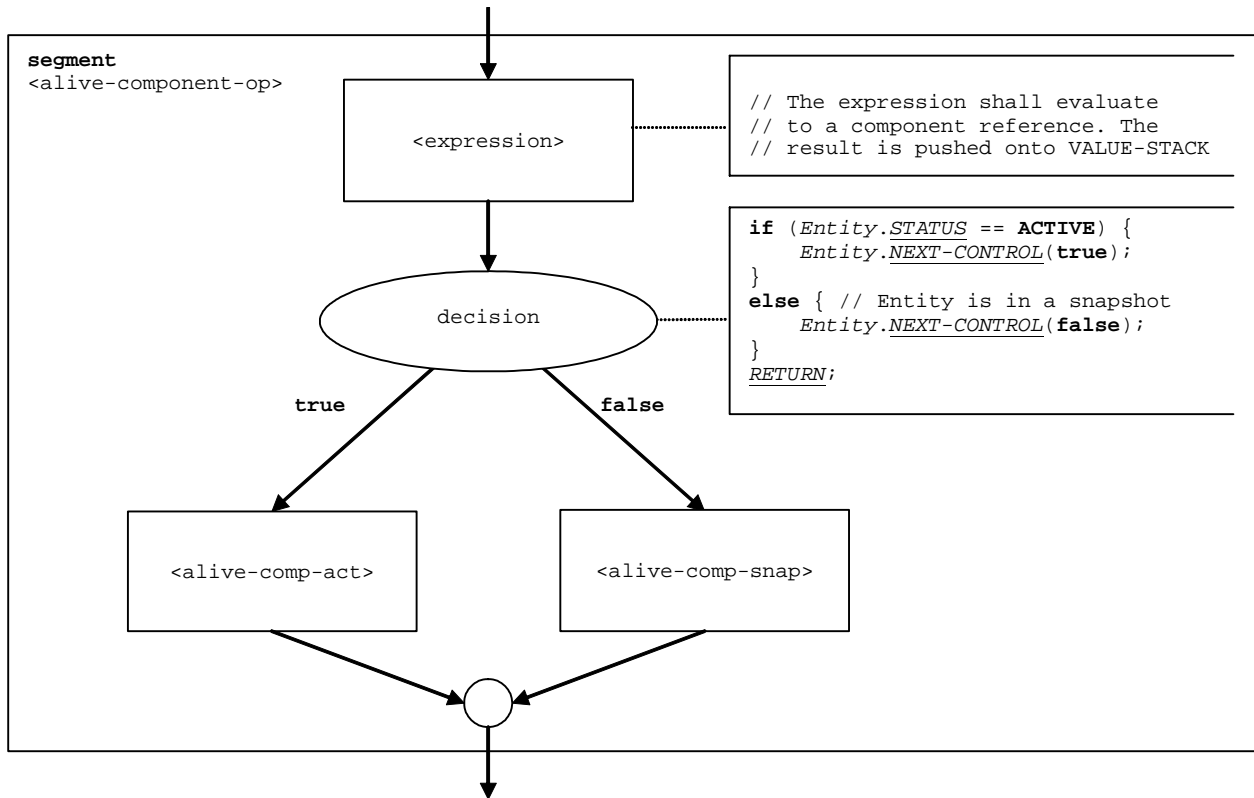 segment
<alive-component-op>
<expression>
// The expression shall evaluate
// to a component reference. The
// result is pushed onto VALUE-STACK
decision
if (Entity.STATUS == ACTIVE) {
    Entity.NEXT-CONTROL(true);
}
else { // Entity is in a snapshot
    Entity.NEXT-CONTROL(false);
}
RETURN;
true
false
<alive-comp-act>
<alive-comp-snap>